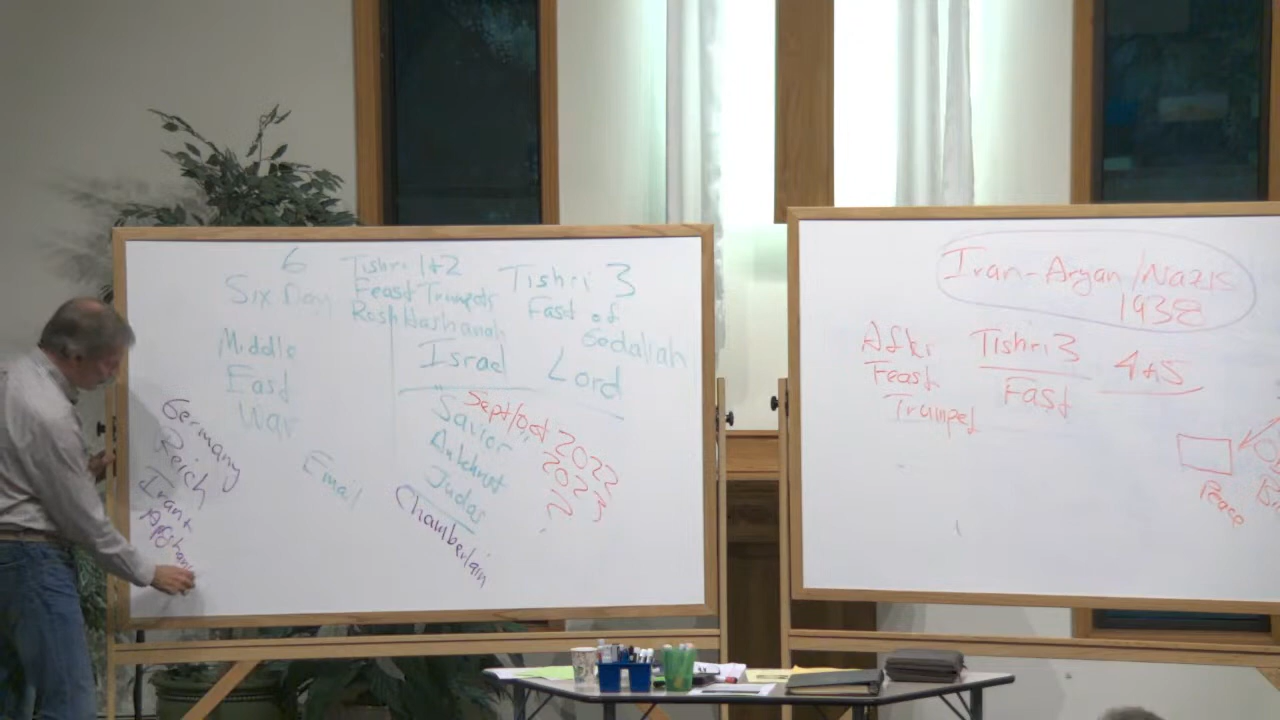 6
Six Day
Middle
East
War
Tishri 1+2
Feast Trumpets
Rosh Hashanah
Tishri 3
Fast of
Gedaliah
Israel
Lord
Savior
Judas
Sept/Oct 2022
2023
Email
Chamberlain
Germany
Reich
Iran +
Iran-Aryan/Nazis
1938
Feast
Trumpet
Tishri 3
Fast
4+5
Peace